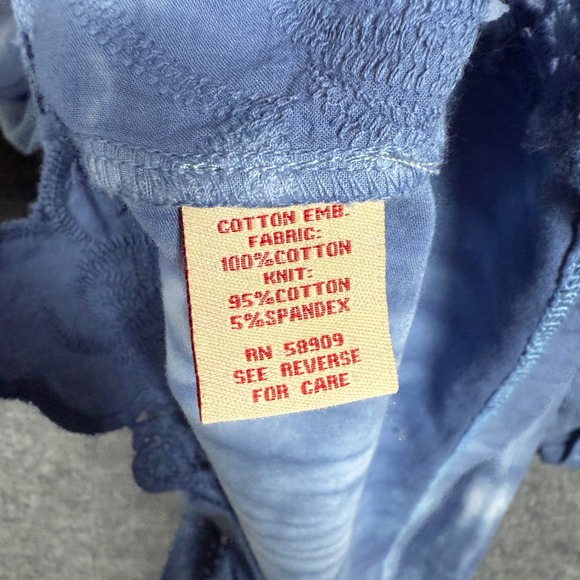 COTTON EMB.
FABRIC:
100%COTTON
KNIT:
95%COTTON
5%SPANDEX
RN 58909
SEE REVERSE
FOR CARE